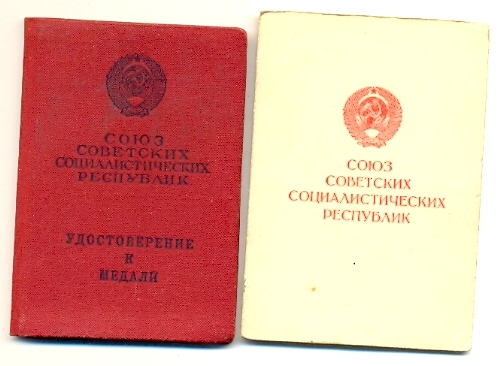 СОЮЗ
СОВЕТСКИХ
СОЦИАЛИСТИЧЕСКИХ
РЕСПУБЛИК
УДОСТОВЕРЕНИЕ
К
МЕДАЛИ
СОЮЗ
СОВЕТСКИХ
СОЦИАЛИСТИЧЕСКИХ
РЕСПУБЛИК